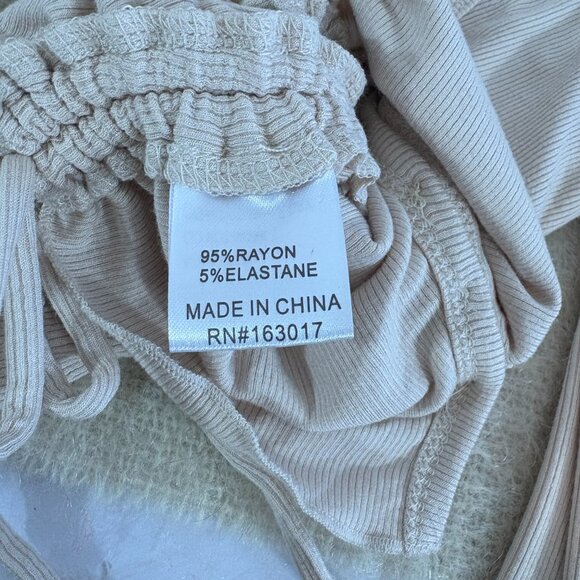 95%RAYON
5%ELASTANE
MADE IN CHINA
RN#163017